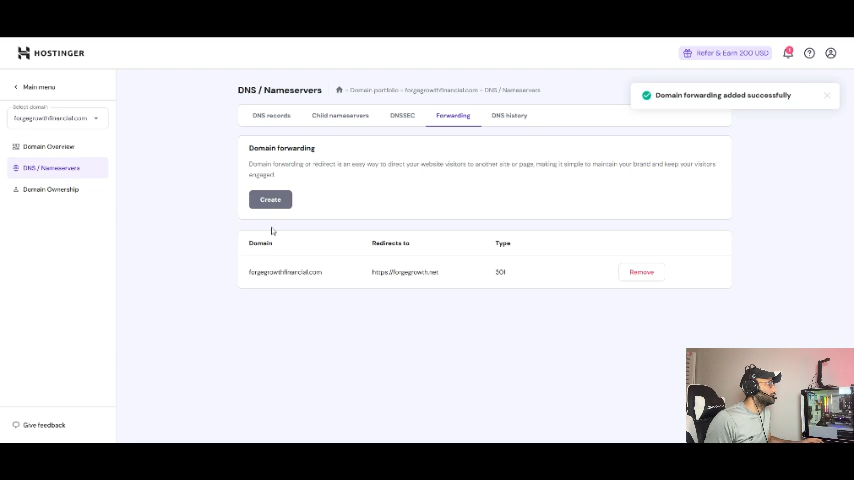 HOSTINGER
Refer & Earn 200 USD
1
Main menu
Select domain
forgegrowthfinancial.com
Domain Overview
DNS / Nameservers
Domain Ownership
Give feedback
DNS / Nameservers
- Domain portfolio - forgegrowthfinancial.com - DNS / Nameservers
Domain forwarding added successfully
DNS records
Child nameservers
DNSSEC
Forwarding
DNS history
Domain forwarding
Domain forwarding or redirect is an easy way to direct your website visitors to another site or page, making it simple to maintain your brand and keep your visitors
engaged.
Create
Domain
Redirects to
Type
forgegrowthfinancial.com
https://forgegrowth.net
301
Remove